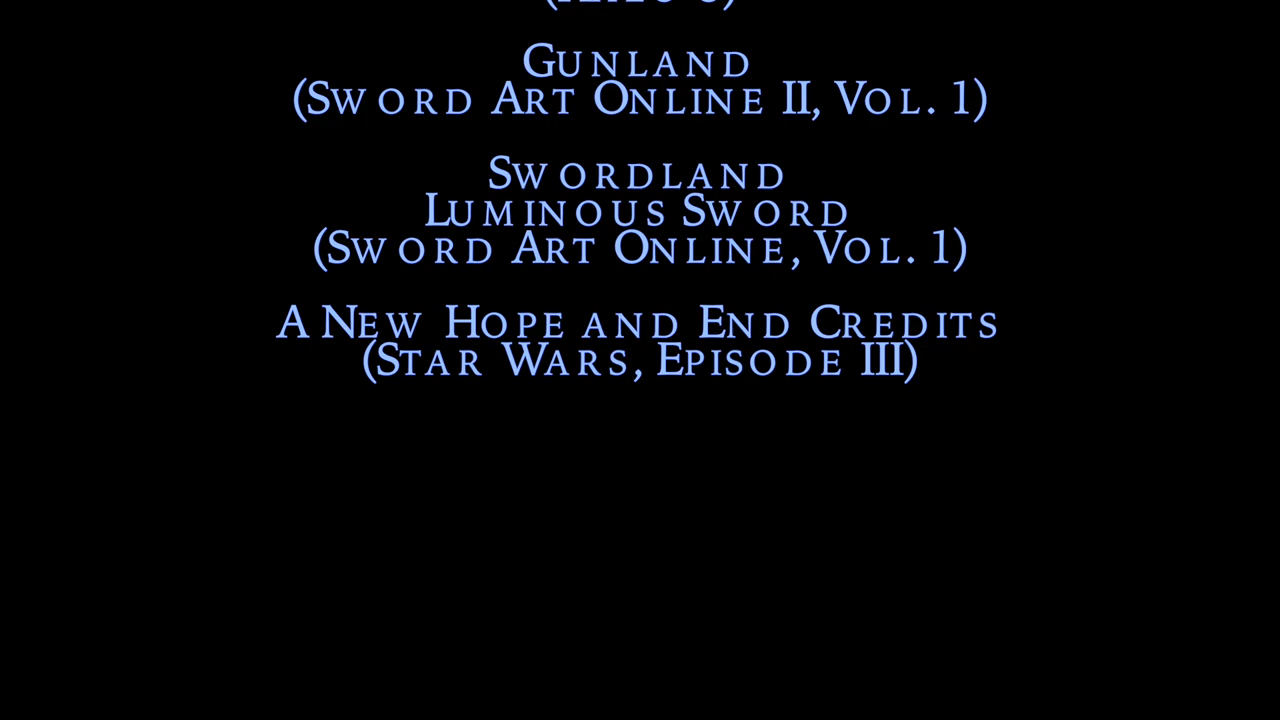 Gunland
(Sword Art Online II, Vol. 1)
Swordland
Luminous Sword
(Sword Art Online, Vol. 1)
A New Hope and End Credits
(Star Wars, Episode III)